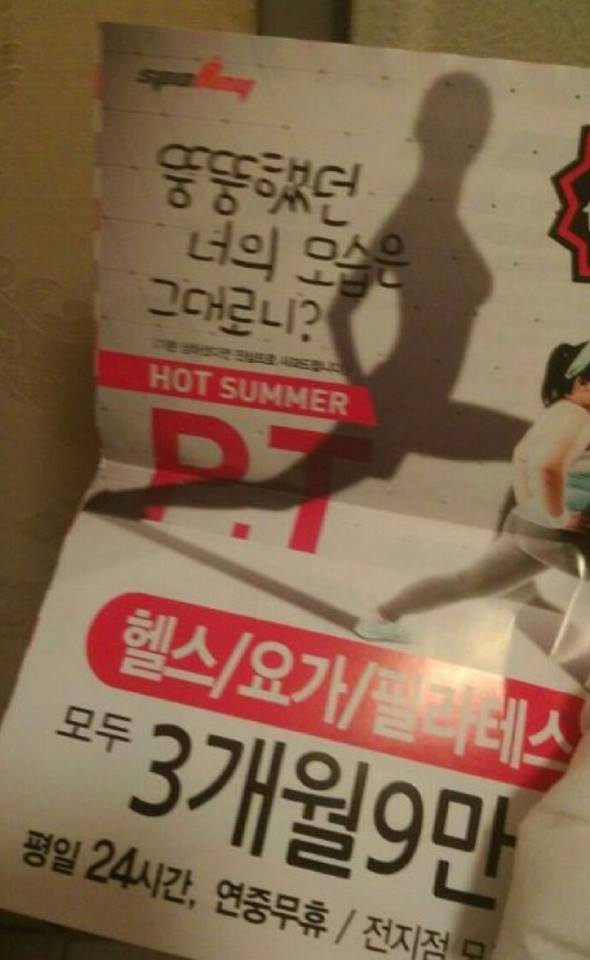 뚱뚱했던
너의 모습은
그대로니?
HOT SUMMER
P.T
헬스/요가/필라테스
모두 3개월9만
평일 24시간, 연중무휴 / 전지점